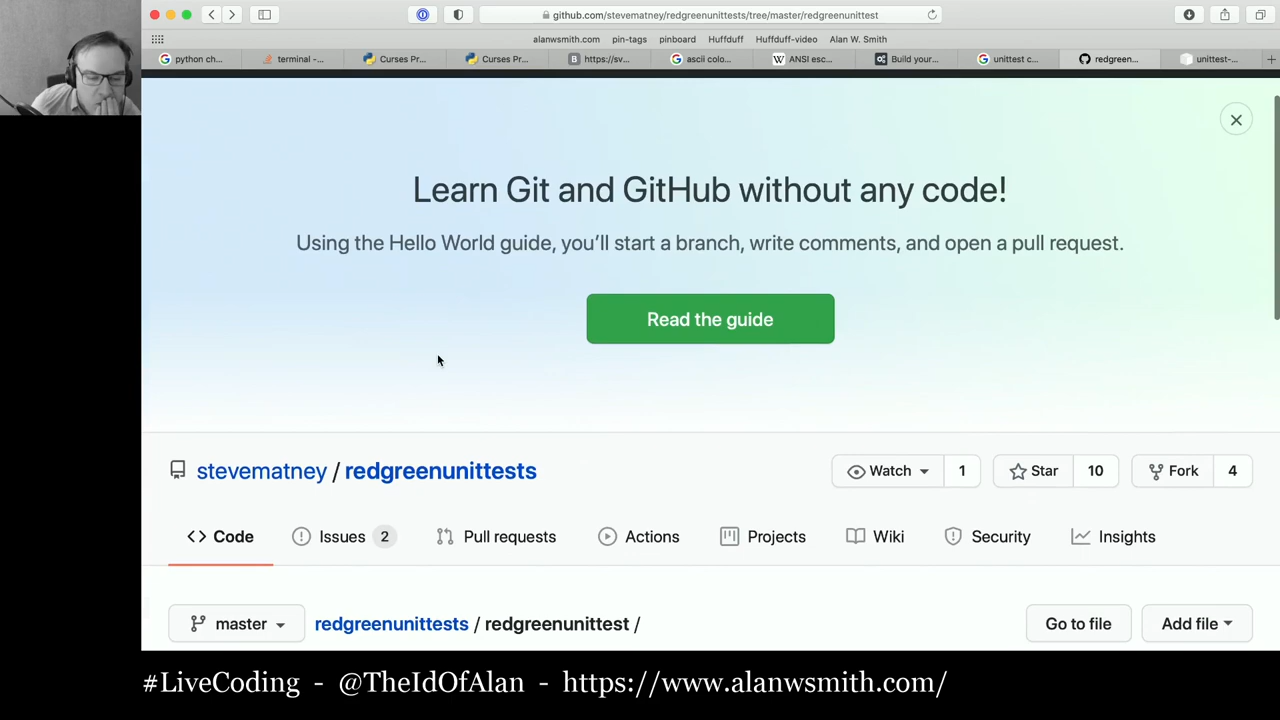 github.com/stevematney/redgreenunittests/tree/master/redgreenunittest
alanwsmith.com pin-tags pinboard Huffduff Huffduff-video Alan W. Smith
python ch... terminal -... Curses Pr... Curses Pr... https://sv... ascii colo... ANSI esc... Build your... unittest c... redgreen... unittest-...
Learn Git and GitHub without any code!
Using the Hello World guide, you’ll start a branch, write comments, and open a pull request.
Read the guide
stevematney / redgreenunittests
Watch 1 Star 10 Fork 4
Code Issues 2 Pull requests Actions Projects Wiki Security Insights
master redgreenunittests / redgreenunittest / Go to file Add file
#LiveCoding - @TheIdOfAlan - https://www.alanwsmith.com/